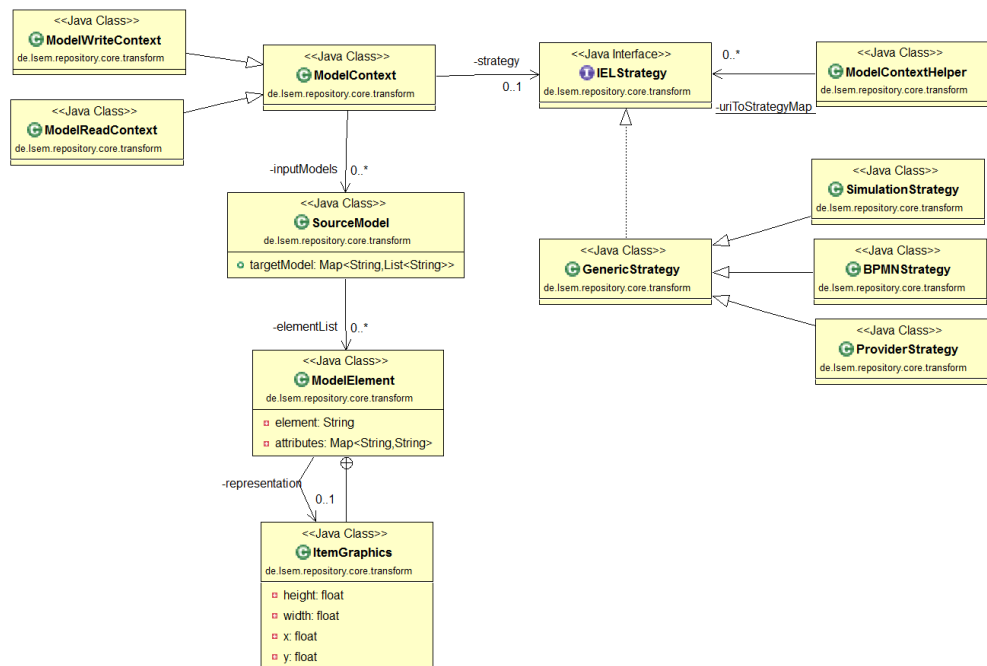 <<Java Class>>
ModelWriteContext
de.lsem.repository.core.transform
<<Java Class>>
ModelReadContext
de.lsem.repository.core.transform
<<Java Class>>
ModelContext
de.lsem.repository.core.transform
-strategy
0..1
<<Java Interface>>
IELStrategy
de.lsem.repository.core.transform
0..*
-uriToStrategyMap
<<Java Class>>
ModelContextHelper
de.lsem.repository.core.transform
-inputModels
0..*
<<Java Class>>
SourceModel
de.lsem.repository.core.transform
targetModel: Map<String,List<String>>
<<Java Class>>
SimulationStrategy
de.lsem.repository.core.transform
<<Java Class>>
GenericStrategy
de.lsem.repository.core.transform
<<Java Class>>
BPMNStrategy
de.lsem.repository.core.transform
<<Java Class>>
ProviderStrategy
de.lsem.repository.core.transform
-elementList
0..*
<<Java Class>>
ModelElement
de.lsem.repository.core.transform
element: String
attributes: Map<String,String>
-representation
0..1
<<Java Class>>
ItemGraphics
de.lsem.repository.core.transform
height: float
width: float
x: float
y: float